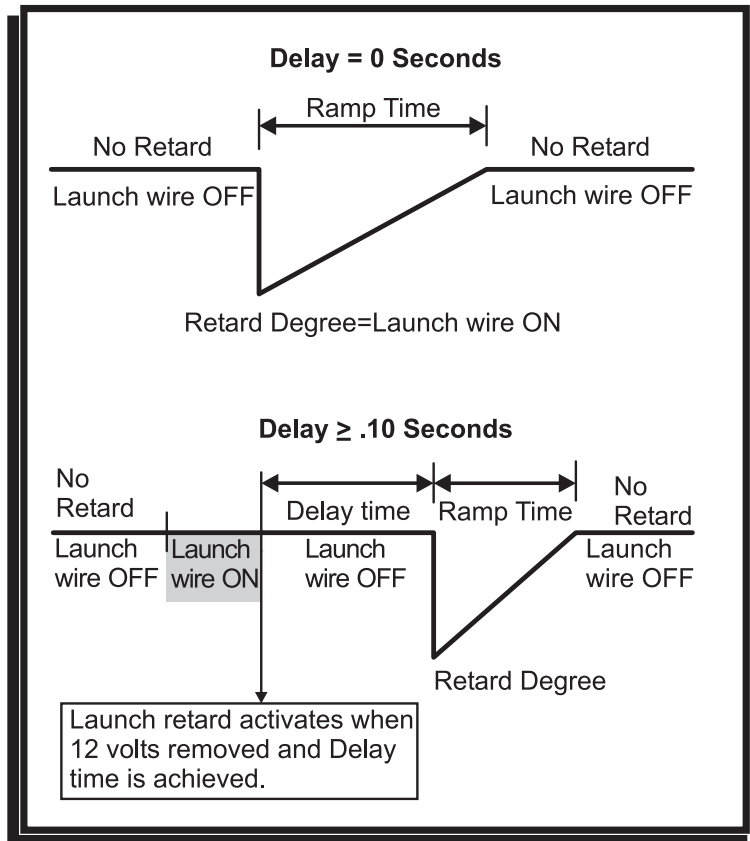 Delay = 0 Seconds
Ramp Time
No Retard
No Retard
Launch wire OFF
Launch wire OFF
Retard Degree=Launch wire ON
Delay ≥ .10 Seconds
No
Retard
Delay time
Ramp Time
No
Retard
Launch
wire OFF
Launch
wire ON
Launch
wire OFF
Launch
wire OFF
Retard Degree
Launch retard activates when
12 volts removed and Delay
time is achieved.